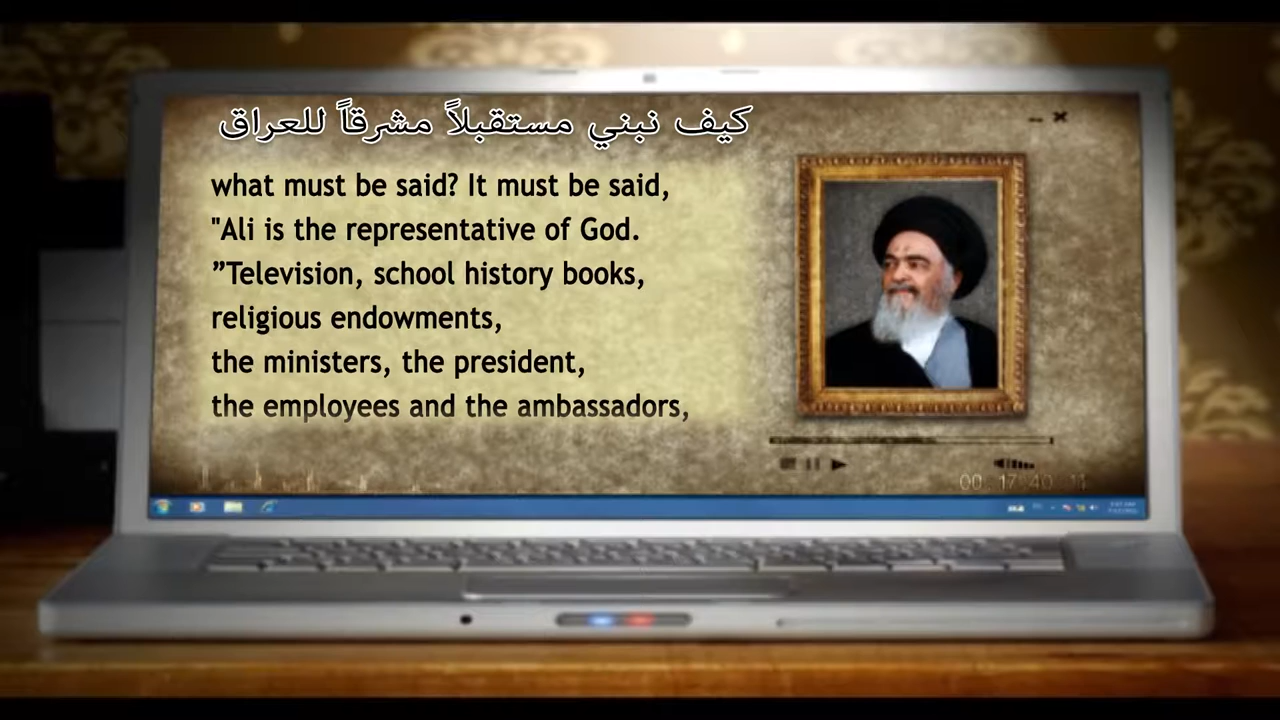 كيف نبني مستقبلاً مشرقاً للعراق
what must be said? It must be said,
"Ali is the representative of God.
”Television, school history books,
religious endowments,
the ministers, the president,
the employees and the ambassadors,